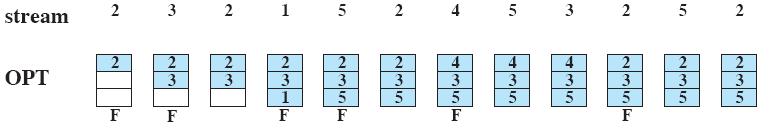 stream 2 3 2 1 5 2 4 5 3 2 5 2
OPT 2 2 2 2 2 2 4 4 4 2 2 2
3 3 3 3 3 3 3 3 3 3 3
1 5 5 5 5 5 5 5 5
F F F F F F